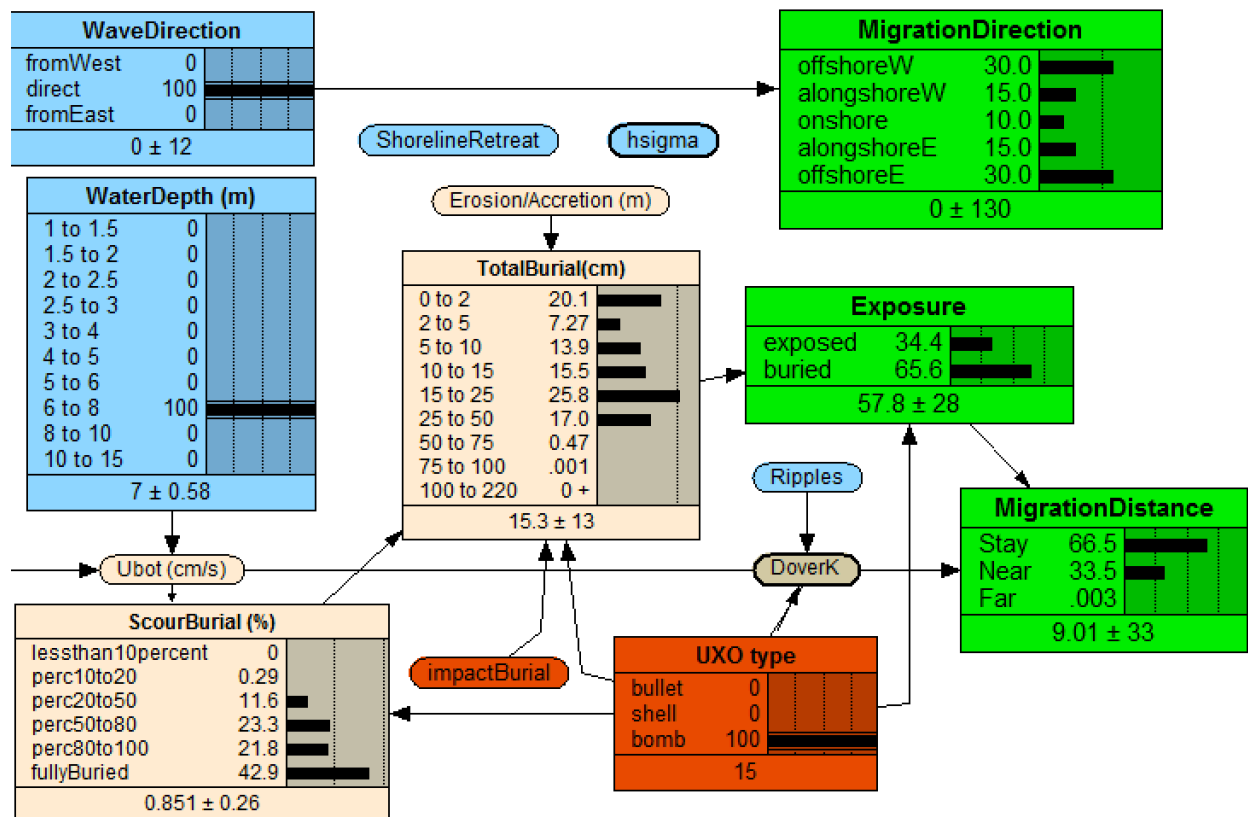 WaveDirection
fromWest 0
direct 100
fromEast 0
0 ± 12
MigrationDirection
offshoreW 30.0
alongshoreW 15.0
onshore 10.0
alongshoreE 15.0
offshoreE 30.0
0 ± 130
ShorelineRetreat
hsigma
WaterDepth (m)
1 to 1.5 0
1.5 to 2 0
2 to 2.5 0
2.5 to 3 0
3 to 4 0
4 to 5 0
5 to 6 0
6 to 8 100
8 to 10 0
10 to 15 0
7 ± 0.58
Erosion/Accretion (m)
TotalBurial(cm)
0 to 2 20.1
2 to 5 7.27
5 to 10 13.9
10 to 15 15.5
15 to 25 25.8
25 to 50 17.0
50 to 75 0.47
75 to 100 .001
100 to 220 0 +
15.3 ± 13
Exposure
exposed 34.4
buried 65.6
57.8 ± 28
Ripples
MigrationDistance
Stay 66.5
Near 33.5
Far .003
9.01 ± 33
Ubot (cm/s)
DoverK
ScourBurial (%)
lessthan10percent 0
perc10to20 0.29
perc20to50 11.6
perc50to80 23.3
perc80to100 21.8
fullyBuried 42.9
0.851 ± 0.26
impactBurial
UXO type
bullet 0
shell 0
bomb 100
15